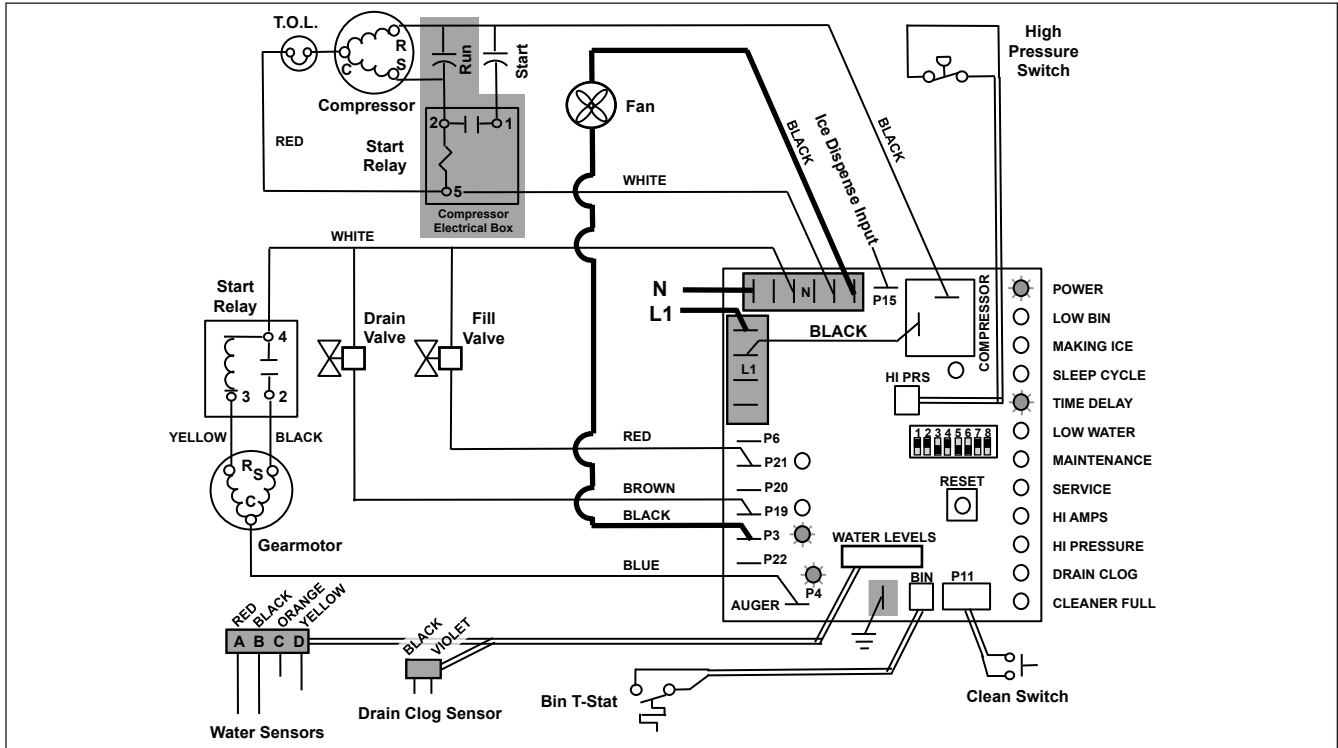 T.O.L.
R
S
C
Compressor
Run
Start
2
1
Start
Relay
5
Compressor
Electrical Box
RED
WHITE
Fan
BLACK
Ice Dispense Input
BLACK
High
Pressure
Switch
WHITE
Start
Relay
4
3
2
YELLOW
BLACK
R
S
C
Gearmotor
Drain
Valve
Fill
Valve
N
L1
N
P15
BLACK
L1
COMPRESSOR
HI PRS
POWER
LOW BIN
MAKING ICE
SLEEP CYCLE
TIME DELAY
LOW WATER
MAINTENANCE
SERVICE
HI AMPS
HI PRESSURE
DRAIN CLOG
CLEANER FULL
1 2 3 4 5 6 7 8
RESET
P6
RED
P21
P20
BROWN
P19
BLACK
P3
P22
BLUE
P4
AUGER
WATER LEVELS
BIN
P11
RED
BLACK
ORANGE
YELLOW
A B C D
Water Sensors
BLACK
VIOLET
Drain Clog Sensor
Bin T-Stat
Clean Switch